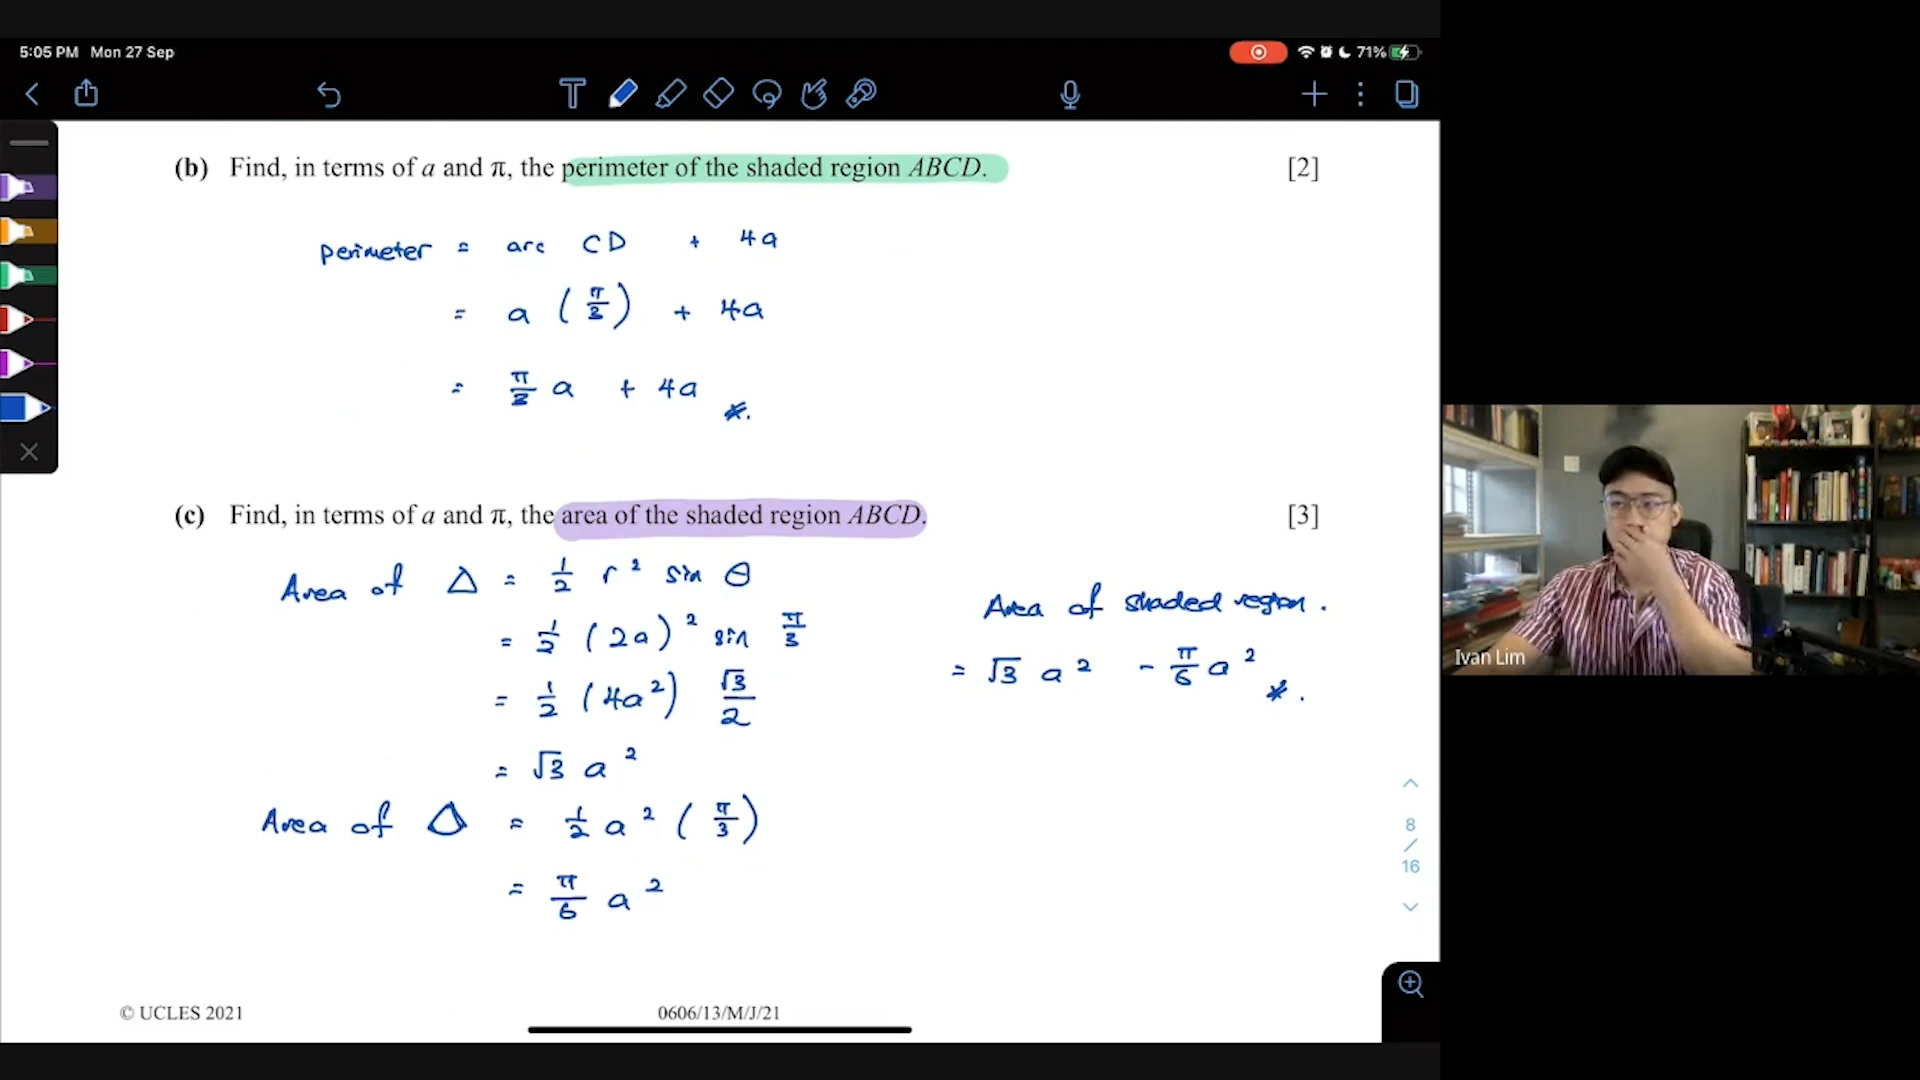 5:05 PM Mon 27 Sep
71%
(b) Find, in terms of a and π, the perimeter of the shaded region ABCD. [2]
perimeter = arc CD + 4a
= a (π/3) + 4a
= π/3 a + 4a *.
(c) Find, in terms of a and π, the area of the shaded region ABCD. [3]
Area of △ = 1/2 r² sin θ
= 1/2 (2a)² sin π/3
= 1/2 (4a²) √3/2
= √3 a²
Area of △ = 1/2 a² (π/3)
= π/6 a²
Area of shaded region.
= √3 a² - π/6 a² *.
Ivan Lim
8
/
16
© UCLES 2021
0606/13/M/J/21